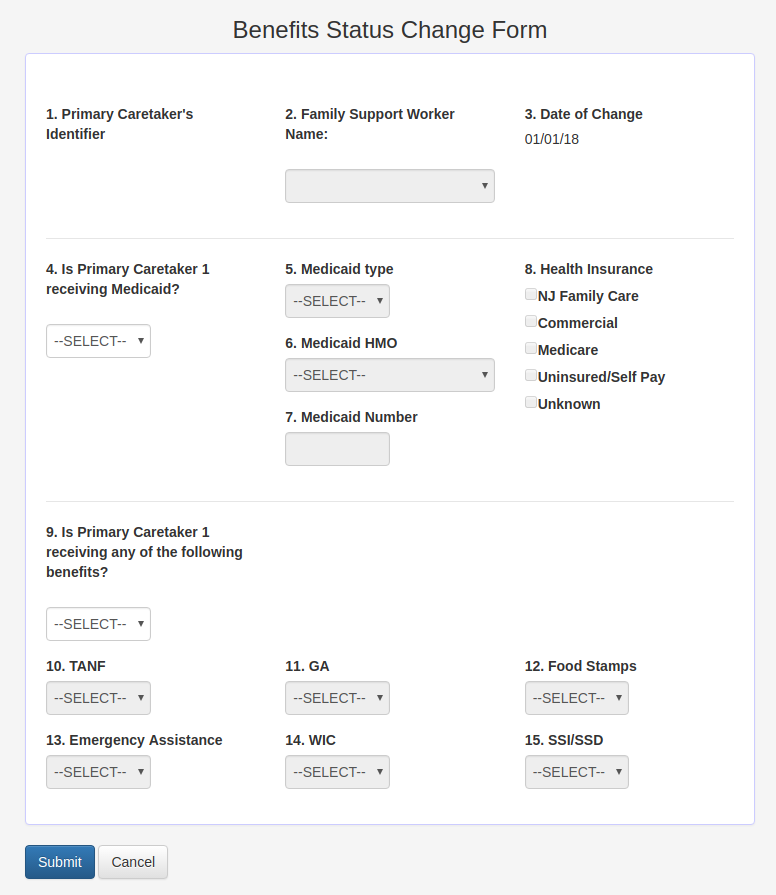 Benefits Status Change Form
1. Primary Caretaker's
Identifier
2. Family Support Worker
Name:
3. Date of Change
01/01/18
4. Is Primary Caretaker 1
receiving Medicaid?
--SELECT--
5. Medicaid type
--SELECT--
6. Medicaid HMO
--SELECT--
7. Medicaid Number
8. Health Insurance
NJ Family Care
Commercial
Medicare
Uninsured/Self Pay
Unknown
9. Is Primary Caretaker 1
receiving any of the following
benefits?
--SELECT--
10. TANF
--SELECT--
11. GA
--SELECT--
12. Food Stamps
--SELECT--
13. Emergency Assistance
--SELECT--
14. WIC
--SELECT--
15. SSI/SSD
--SELECT--
Submit
Cancel